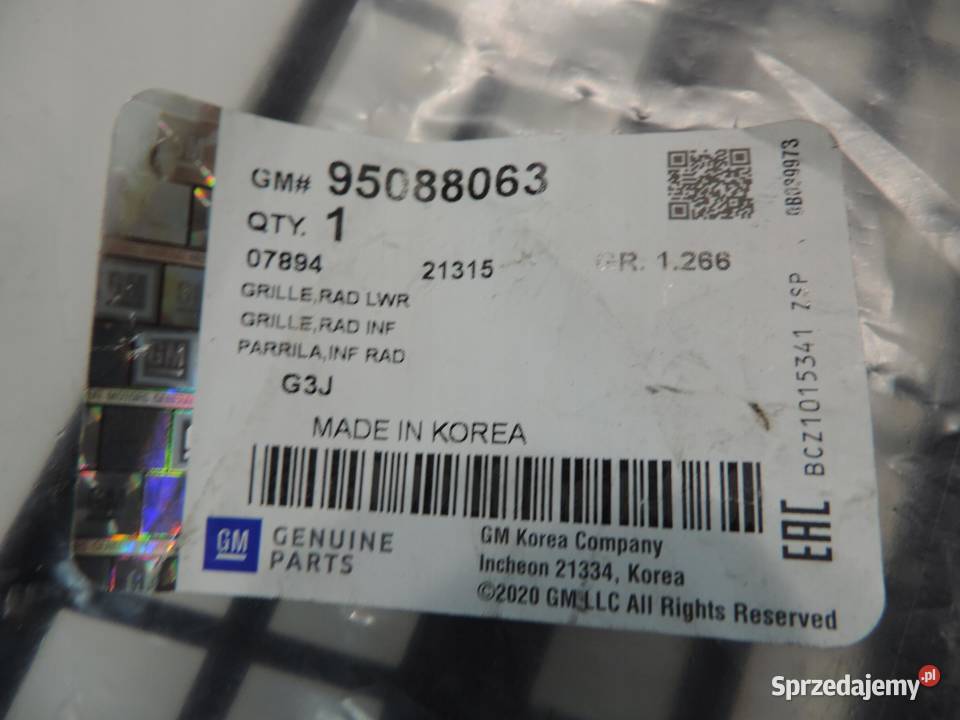 GM# 95088063
QTY. 1
07894 21315 GR. 1.266
GRILLE,RAD LWR
GRILLE,RAD INF
PARRILA,INF RAD
G3J
MADE IN KOREA
GM GENUINE PARTS
GM Korea Company
Incheon 21334, Korea
©2020 GM LLC All Rights Reserved
BCZ1015341 ZSP
EAC
GM
Sprzedajemy.pl